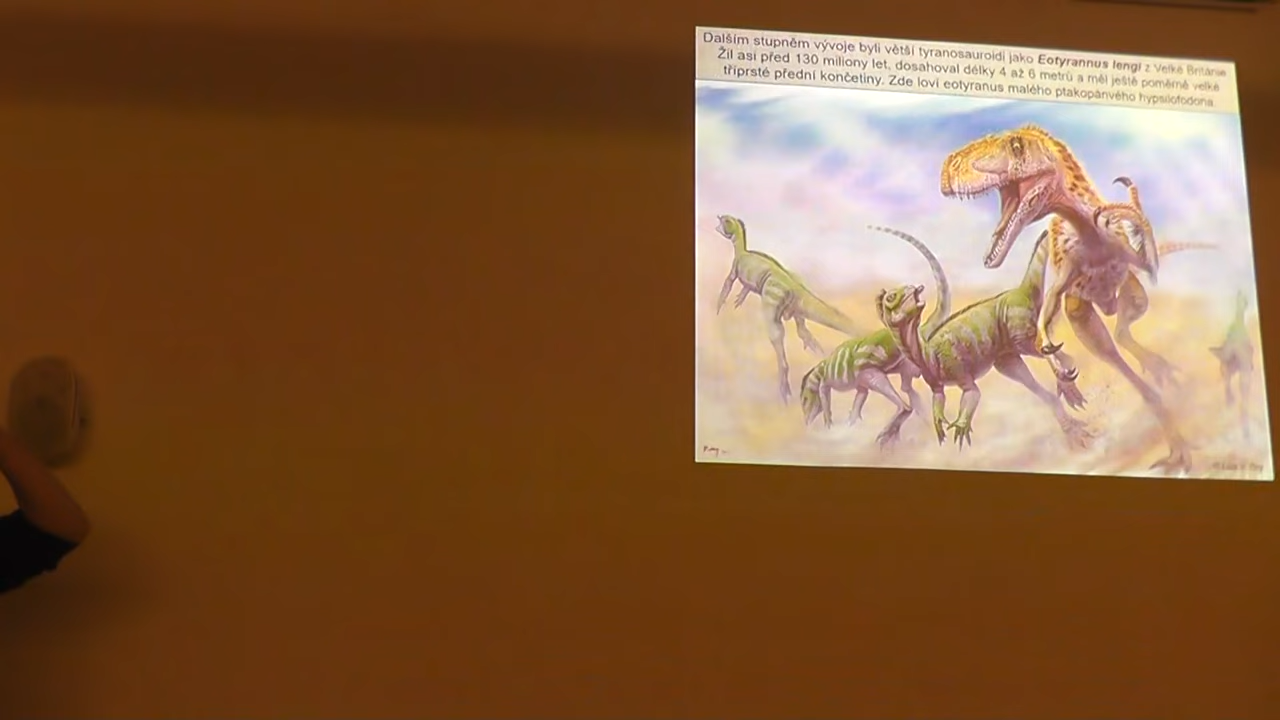 Dalším stupněm vývoje byli větší tyranosauroidi jako Eotyrannus lengi z Velké Británie
Žil asi před 130 miliony let, dosahoval délky 4 až 6 metrů a měl ještě poměrně velké
tříprsté přední končetiny. Zde loví eotyranus malého ptakopánvého hypsilofodona.